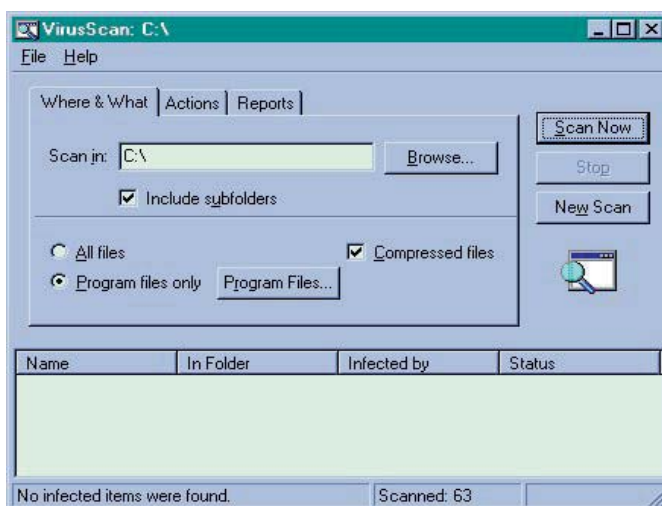 VirusScan: C:\
File Help
Where & What Actions Reports
Scan Now
Scan in: C:\ Browse...
Stop
Include subfolders
New Scan
All files Compressed files
Program files only Program Files...
Name In Folder Infected by Status
No infected items were found. Scanned: 63